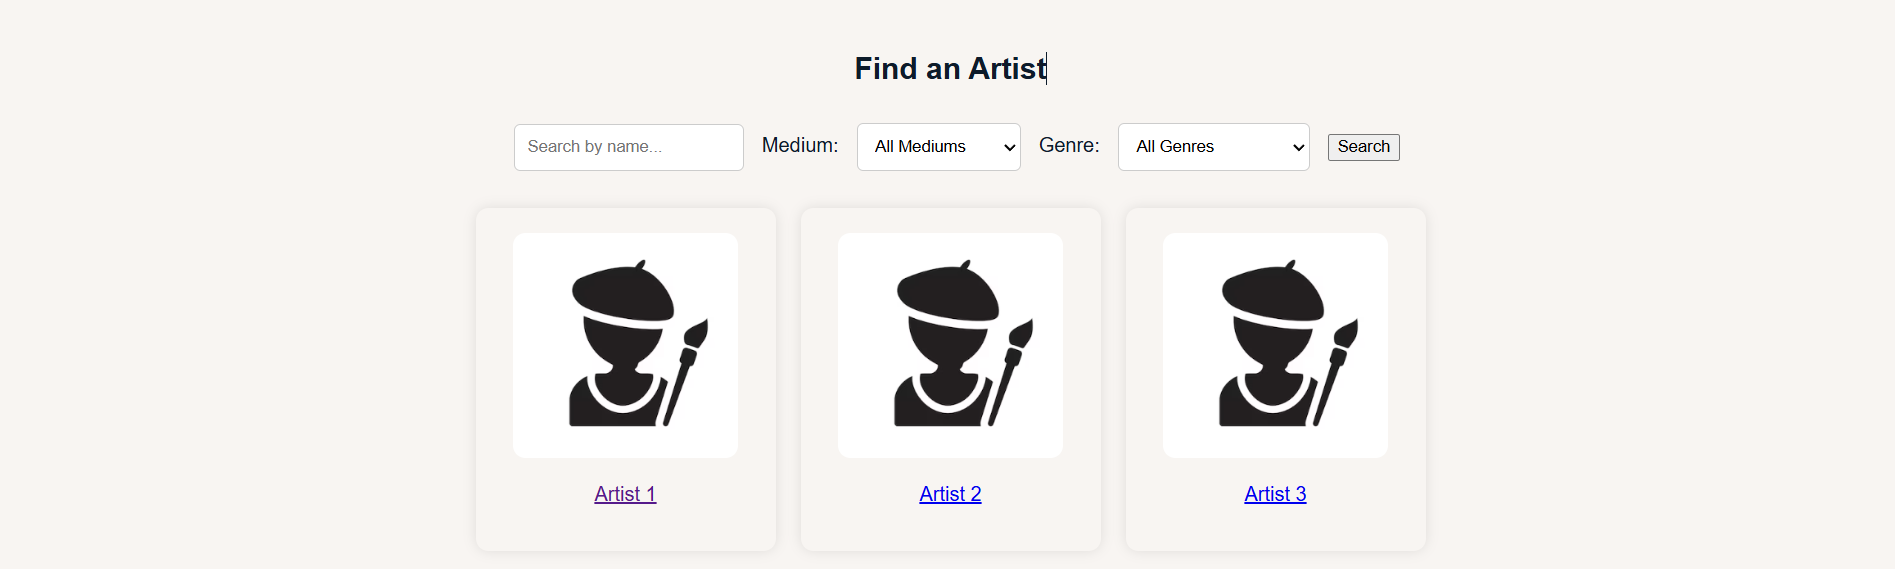 Find an Artist
Search by name... Medium: All Mediums Genre: All Genres Search
Artist 1 Artist 2 Artist 3